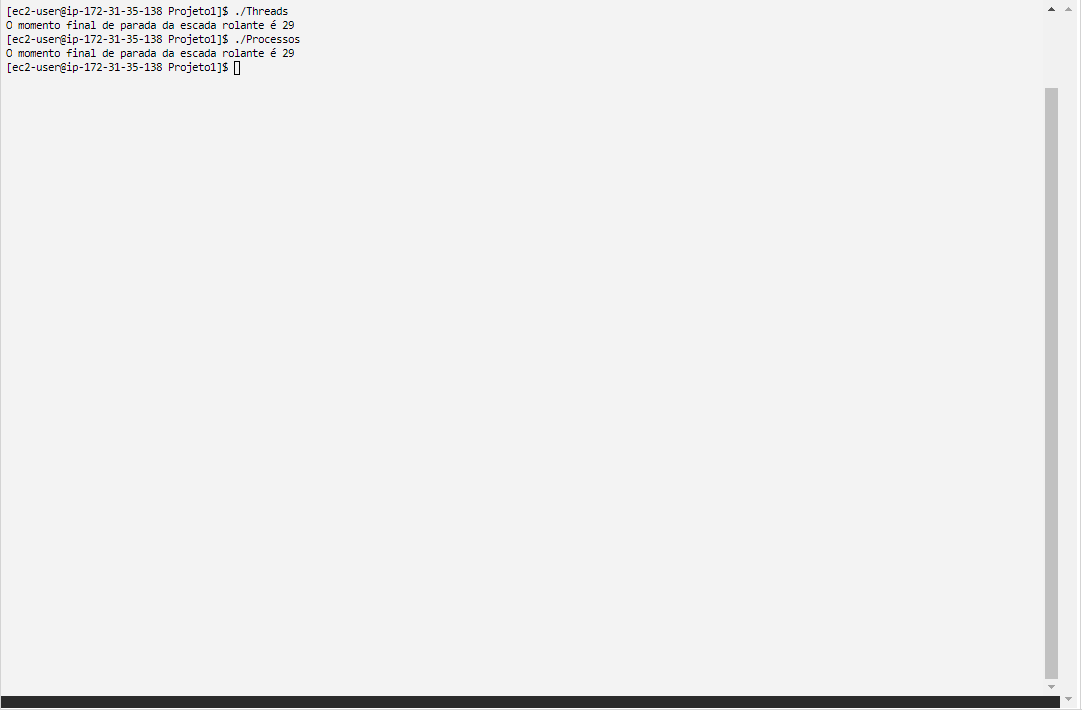 [ec2-user@ip-172-31-35-138 Projeto1]$ ./Threads
O momento final de parada da escada rolante é 29
[ec2-user@ip-172-31-35-138 Projeto1]$ ./Processos
O momento final de parada da escada rolante é 29
[ec2-user@ip-172-31-35-138 Projeto1]$